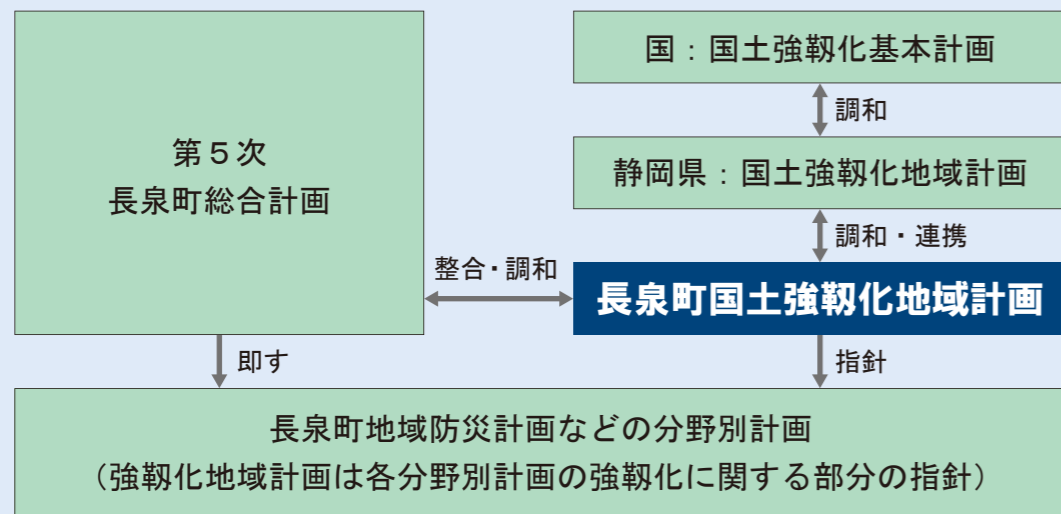 国：国土強靱化基本計画
調和
第５次
長泉町総合計画
静岡県：国土強靱化地域計画
調和・連携
整合・調和
長泉町国土強靱化地域計画
即す
指針
長泉町地域防災計画などの分野別計画
（強靱化地域計画は各分野別計画の強靱化に関する部分の指針）